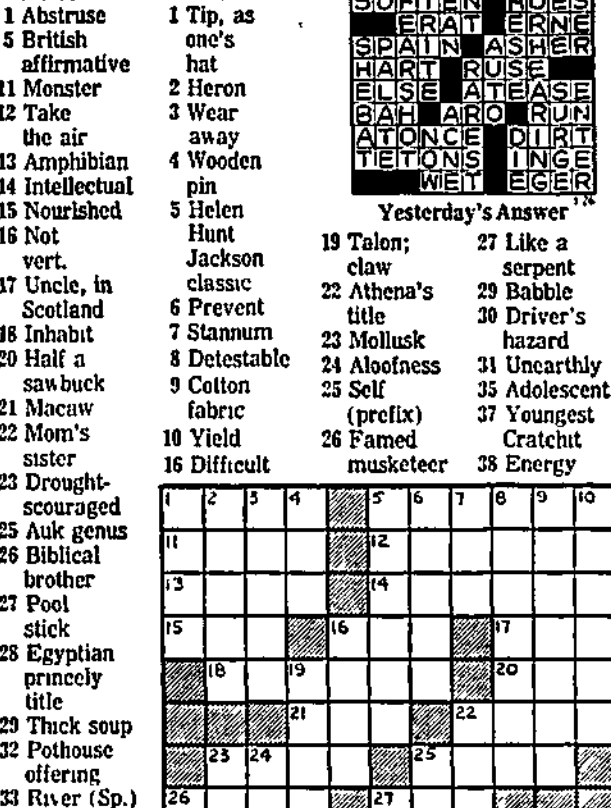 1 Abstruse
5 British
affirmative
11 Monster
12 Take
the air
13 Amphibian
14 Intellectual
15 Nourished
16 Not
vert.
17 Uncle, in
Scotland
18 Inhabit
20 Half a
sawbuck
21 Macaw
22 Mom's
sister
23 Drought-
scouraged
25 Auk genus
26 Biblical
brother
27 Pool
stick
28 Egyptian
princely
title
29 Thick soup
32 Pothouse
offering
33 River (Sp.)
1 Tip, as
one's
hat
2 Heron
3 Wear
away
4 Wooden
pin
5 Helen
Hunt
Jackson
classic
6 Prevent
7 Stannum
8 Detestable
9 Cotton
fabric
10 Yield
16 Difficult
SOFTEN HOES
ERAT ERNE
SPAIN ASHER
HART RUSE
ELSE ATEASE
BAH ARO RUN
ATONCE DIRT
TETONS INGE
WET EGER
Yesterday's Answer
19 Talon;
claw
22 Athena's
title
23 Mollusk
24 Aloofness
25 Self
(prefix)
26 Famed
musketeer
27 Like a
serpent
29 Babble
30 Driver's
hazard
31 Unearthly
35 Adolescent
37 Youngest
Cratchit
38 Energy
1 2 3 4 5 6 7 8 9 10
11 12
13 14
15 16 17
18 19 20
21 22
23 24 25
26 27